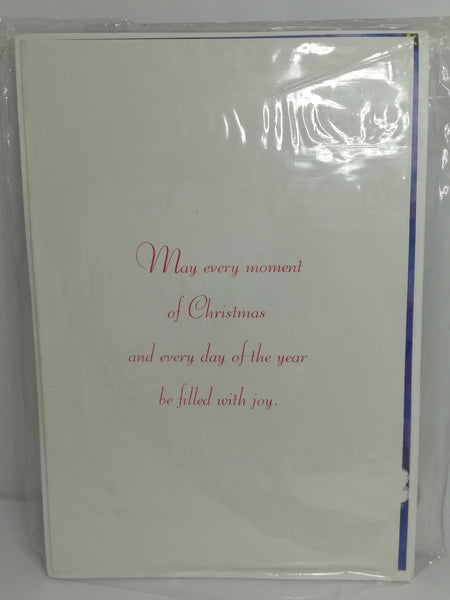 May every moment
of Christmas
and every day of the year
be filled with joy.